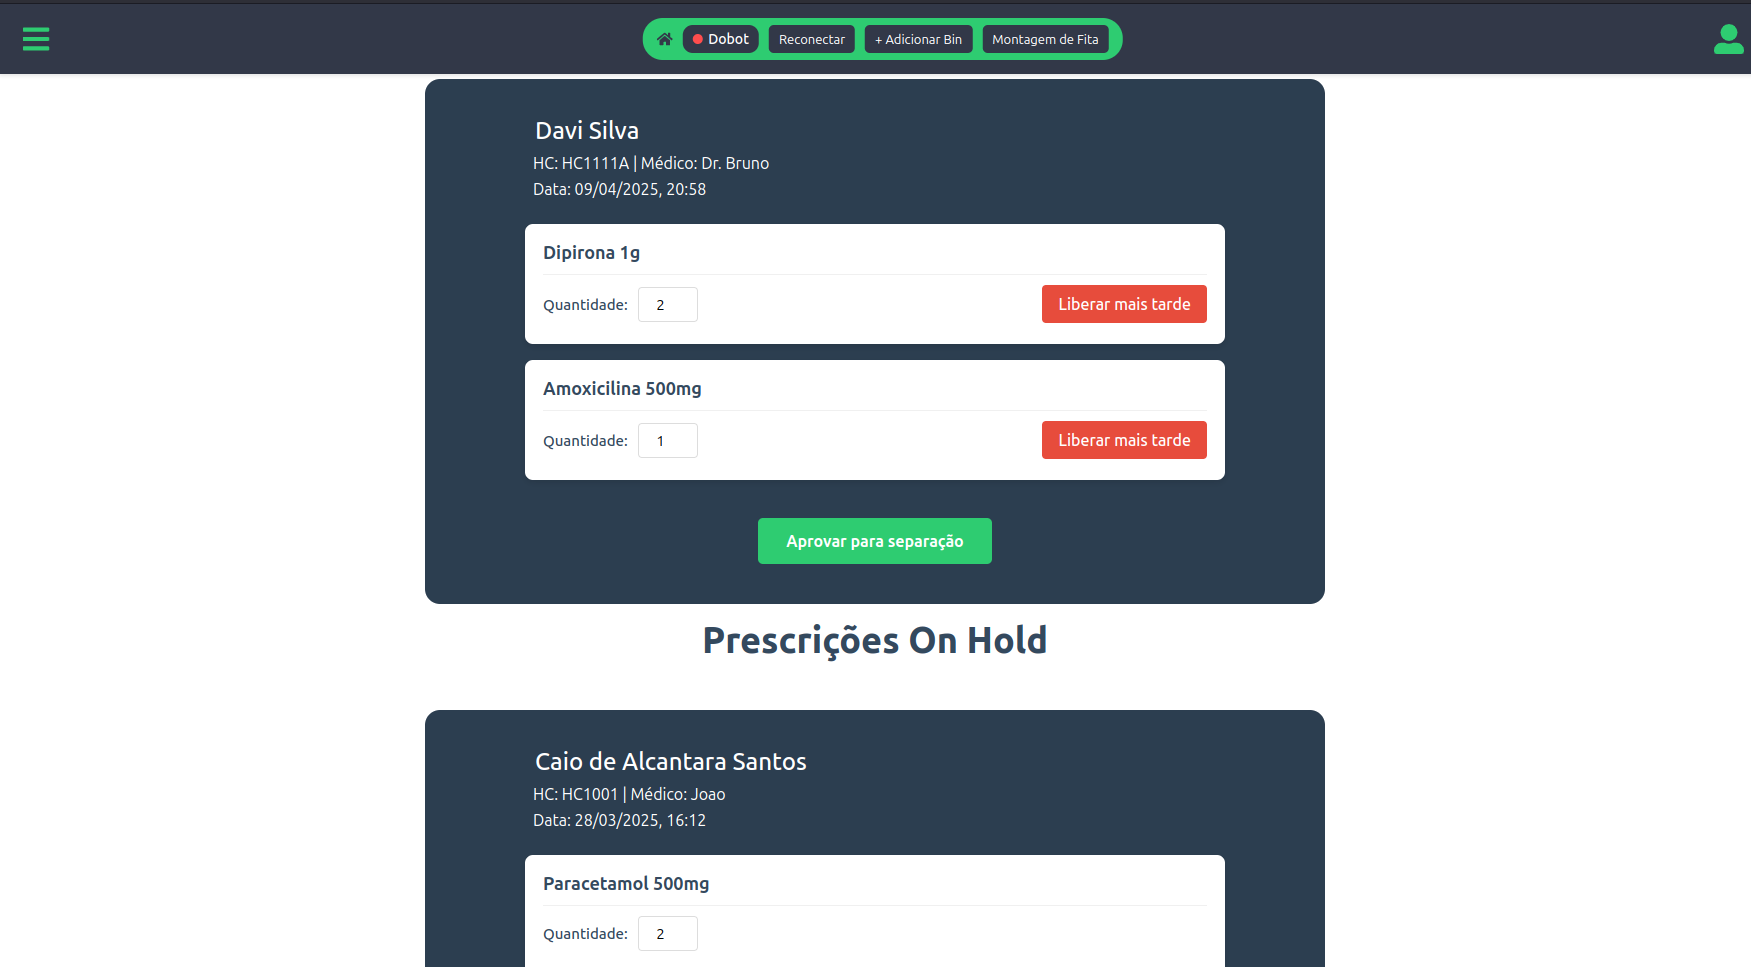 Dobot
Reconectar
+ Adicionar Bin
Montagem de Fita
Davi Silva
HC: HC1111A | Médico: Dr. Bruno
Data: 09/04/2025, 20:58
Dipirona 1g
Quantidade: 2
Liberar mais tarde
Amoxicilina 500mg
Quantidade: 1
Liberar mais tarde
Aprovar para separação
Prescrições On Hold
Caio de Alcantara Santos
HC: HC1001 | Médico: Joao
Data: 28/03/2025, 16:12
Paracetamol 500mg
Quantidade: 2